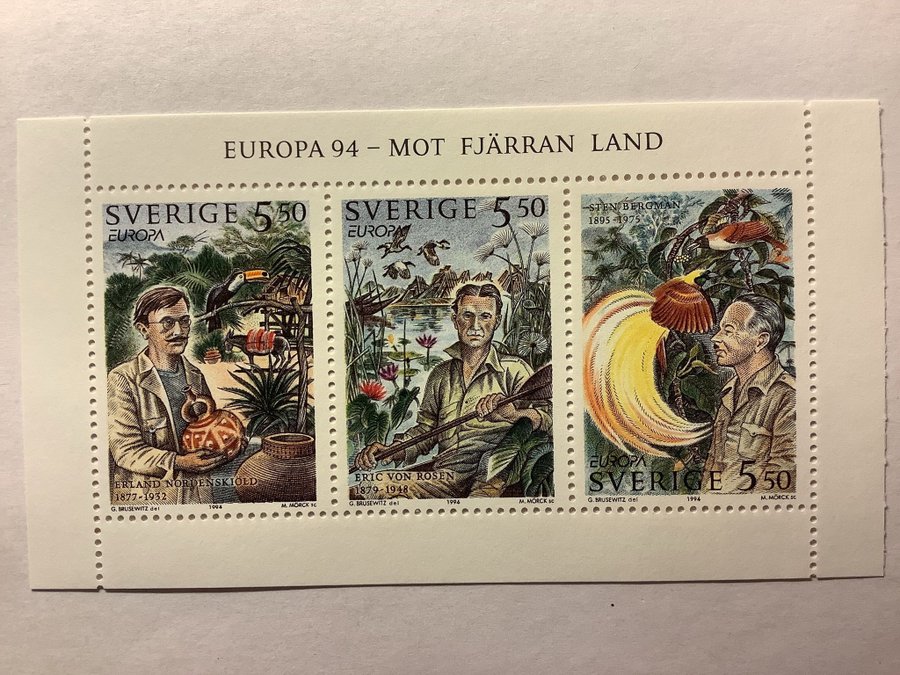 EUROPA 94 – MOT FJÄRRAN LAND
SVERIGE 5 50
EUROPA
ERLAND NORDENSKIÖLD
1877-1932
G. BRUSEWITZ del 1994 M. MÖRCK sc
SVERIGE 5 50
EUROPA
ERIC VON ROSEN
1879-1948
G. BRUSEWITZ del 1994 M. MÖRCK sc
STEN BERGMAN
1895-1975
EUROPA
SVERIGE 5 50
G. BRUSEWITZ del 1994 M. MÖRCK sc